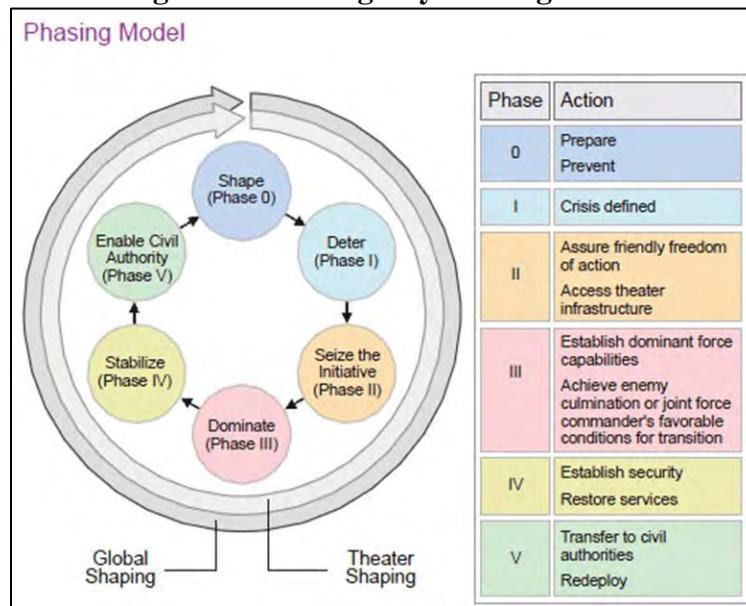 Phasing Model
Shape
(Phase 0)
Deter
(Phase I)
Seize the
Initiative
(Phase II)
Dominate
(Phase III)
Stabilize
(Phase IV)
Enable Civil
Authority
(Phase V)
Global
Shaping
Theater
Shaping
Phase Action
0
Prepare
Prevent
I
Crisis defined
II
Assure friendly freedom
of action
Access theater
infrastructure
III
Establish dominant force
capabilities
Achieve enemy
culmination or joint force
commander's favorable
conditions for transition
IV
Establish security
Restore services
V
Transfer to civil
authorities
Redeploy